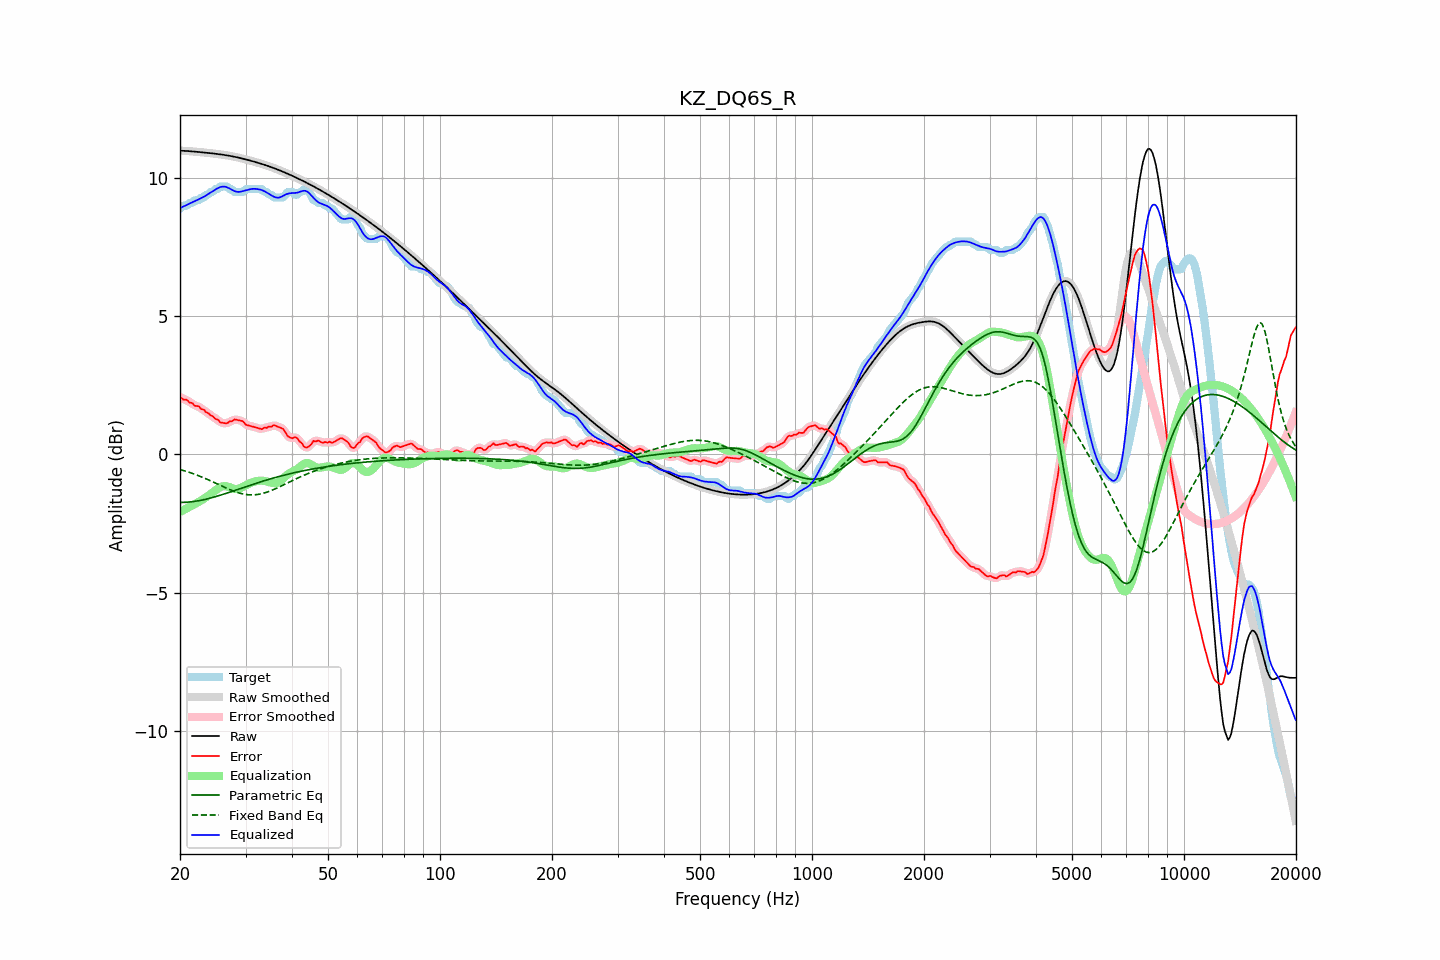 KZ_DQ6S_R
Amplitude (dBr)
10
5
0
−5
−10
Target
Raw Smoothed
Error Smoothed
Raw
Error
Equalization
Parametric Eq
Fixed Band Eq
Equalized
20 50 100 200 500 1000 2000 5000 10000 20000
Frequency (Hz)